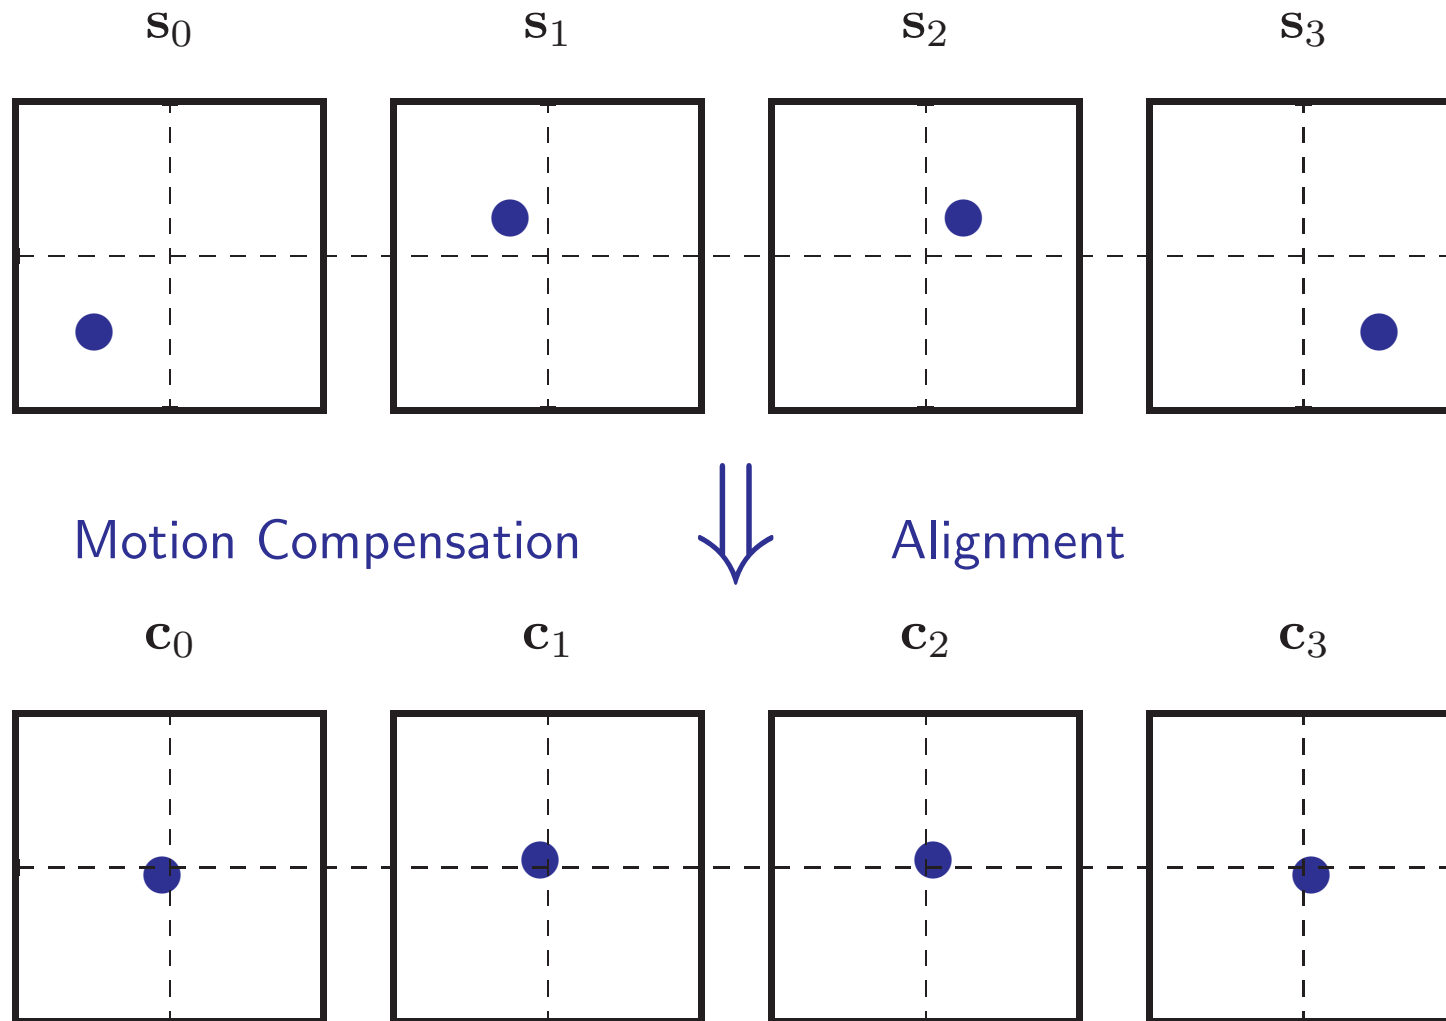 s₀ s₁ s₂ s₃
Motion Compensation Alignment
c₀ c₁ c₂ c₃